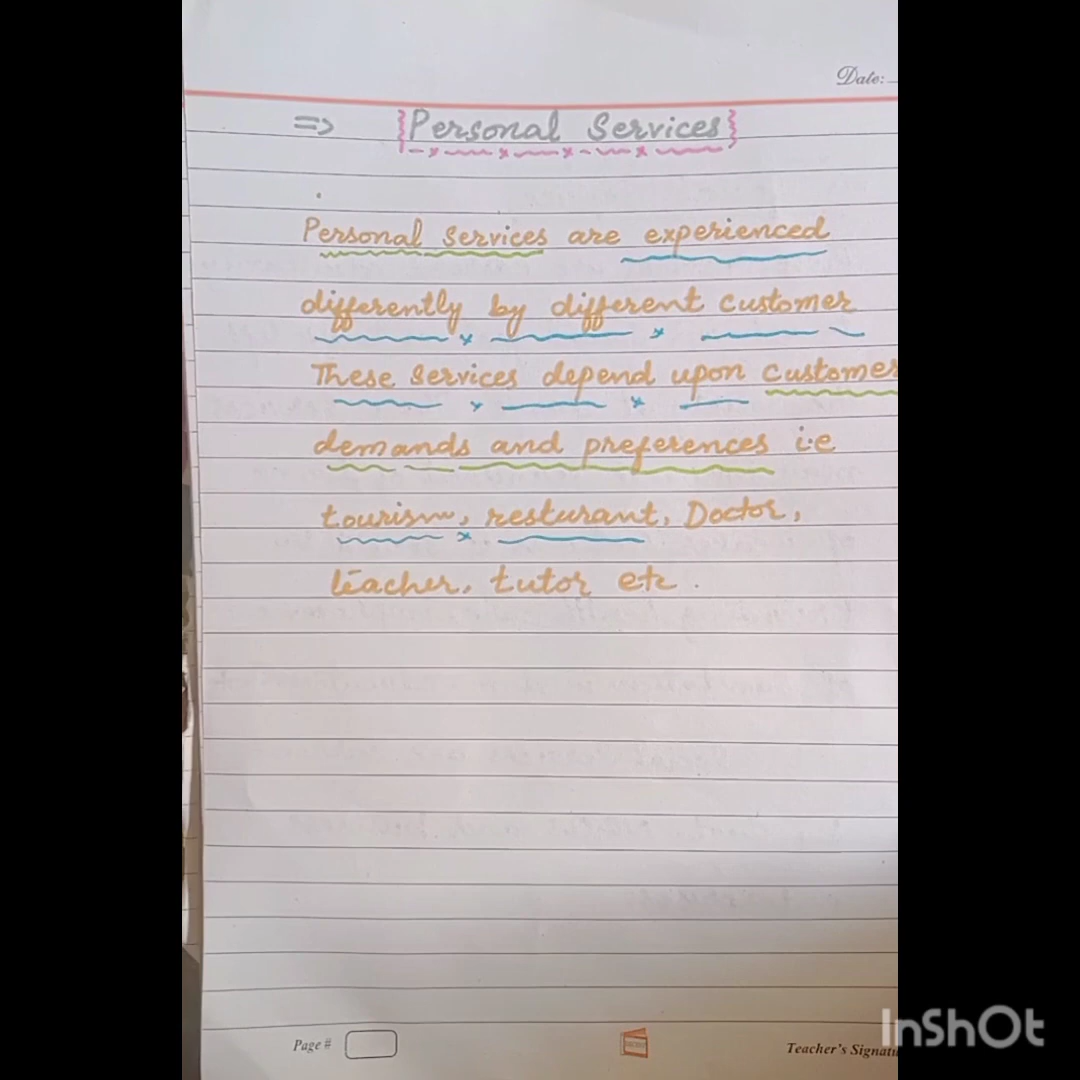 Date:
=> {Personal Services}
Personal Services are experienced
differently by different customer
These services depend upon customer
demands and preferences i.e
tourism, resturant, Doctor,
teacher, tutor etc.
Page #
Teacher's Signatu
InShOt